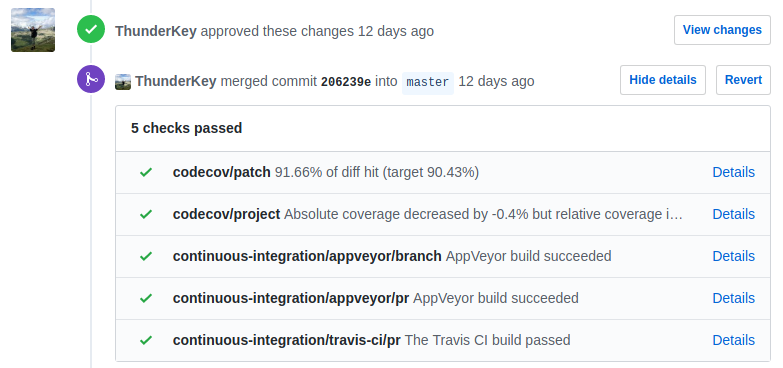 ThunderKey approved these changes 12 days ago View changes
ThunderKey merged commit 206239e into master 12 days ago Hide details Revert
5 checks passed
codecov/patch 91.66% of diff hit (target 90.43%) Details
codecov/project Absolute coverage decreased by -0.4% but relative coverage i… Details
continuous-integration/appveyor/branch AppVeyor build succeeded Details
continuous-integration/appveyor/pr AppVeyor build succeeded Details
continuous-integration/travis-ci/pr The Travis CI build passed Details